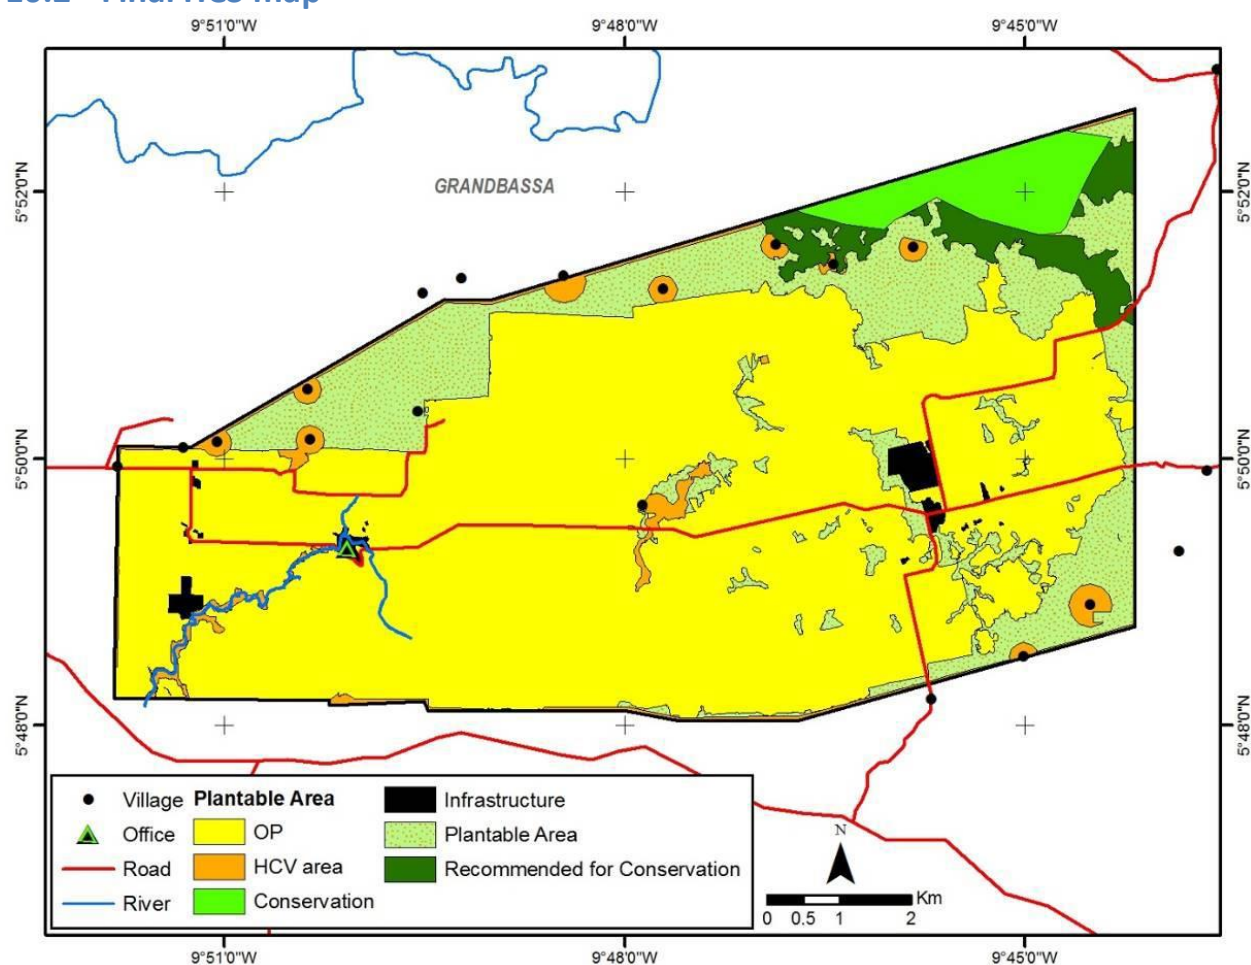 9°51'0"W 9°48'0"W 9°45'0"W
5°52'0"N 5°52'0"N
GRANDBASSA
5°50'0"N 5°50'0"N
5°48'0"N 5°48'0"N
Village Plantable Area Infrastructure
Office OP Plantable Area
Road HCV area Recommended for Conservation
River Conservation
N
Km
0 0.5 1 2
9°51'0"W 9°48'0"W 9°45'0"W